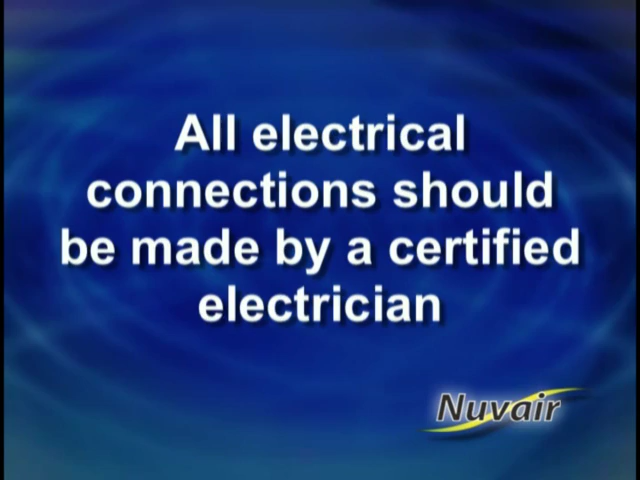 All electrical
connections should
be made by a certified
electrician
Nuvair